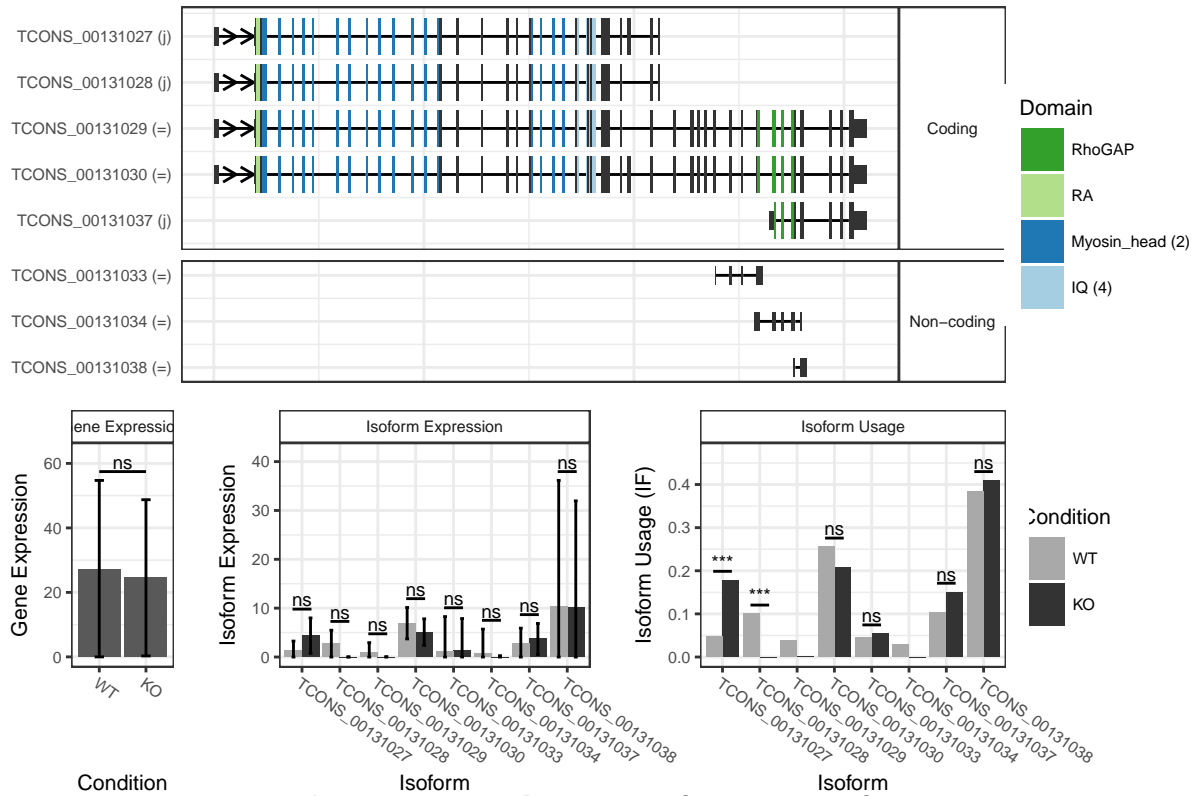 TCONS_00131027 (j)
TCONS_00131028 (j)
TCONS_00131029 (=)
TCONS_00131030 (=)
TCONS_00131037 (j)
Coding
TCONS_00131033 (=)
TCONS_00131034 (=)
TCONS_00131038 (=)
Non−coding
Domain
RhoGAP
RA
Myosin_head (2)
IQ (4)
ene Expressio
Gene Expression
60
40
20
0
ns
WT
KO
Condition
Isoform Expression
Isoform Expression
40
30
20
10
0
ns
ns
ns
ns
ns
ns
ns
ns
TCONS_00131027
TCONS_00131028
TCONS_00131029
TCONS_00131030
TCONS_00131033
TCONS_00131034
TCONS_00131037
TCONS_00131038
Isoform
Isoform Usage
Isoform Usage (IF)
0.4
0.3
0.2
0.1
0.0
***
***
ns
ns
ns
ns
TCONS_00131027
TCONS_00131028
TCONS_00131029
TCONS_00131030
TCONS_00131033
TCONS_00131034
TCONS_00131037
TCONS_00131038
Isoform
Condition
WT
KO